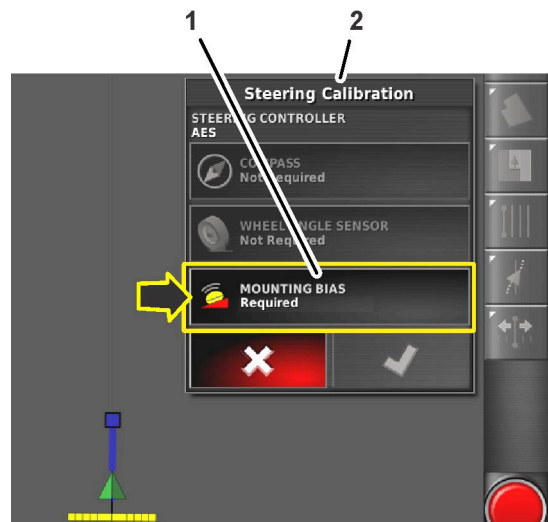 1
2
Steering Calibration
STEERING CONTROLLER
AES
COMPASS
Not Required
WHEEL ANGLE SENSOR
Not Required
MOUNTING BIAS
Required